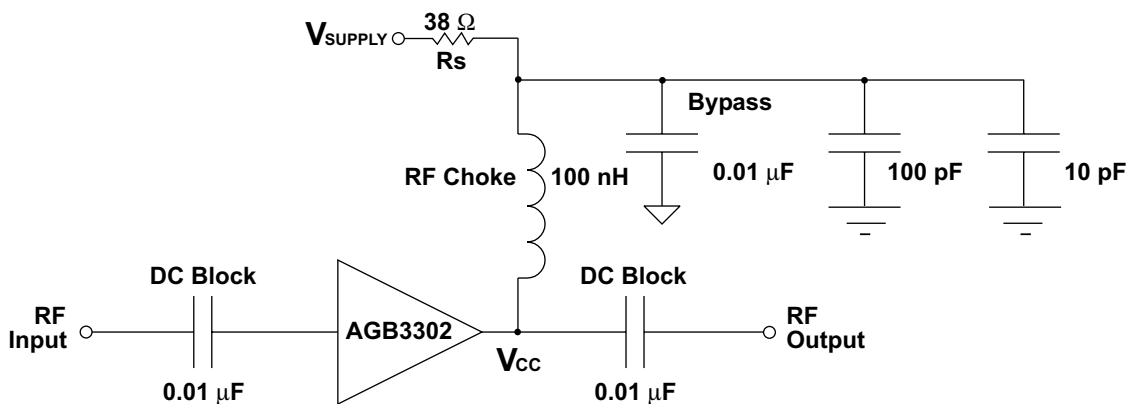 38 Ω
VSUPPLY
Rs
Bypass
RF Choke
100 nH
0.01 μF
100 pF
10 pF
DC Block
DC Block
RF
Input
AGB3302
RF
Output
VCC
0.01 μF
0.01 μF